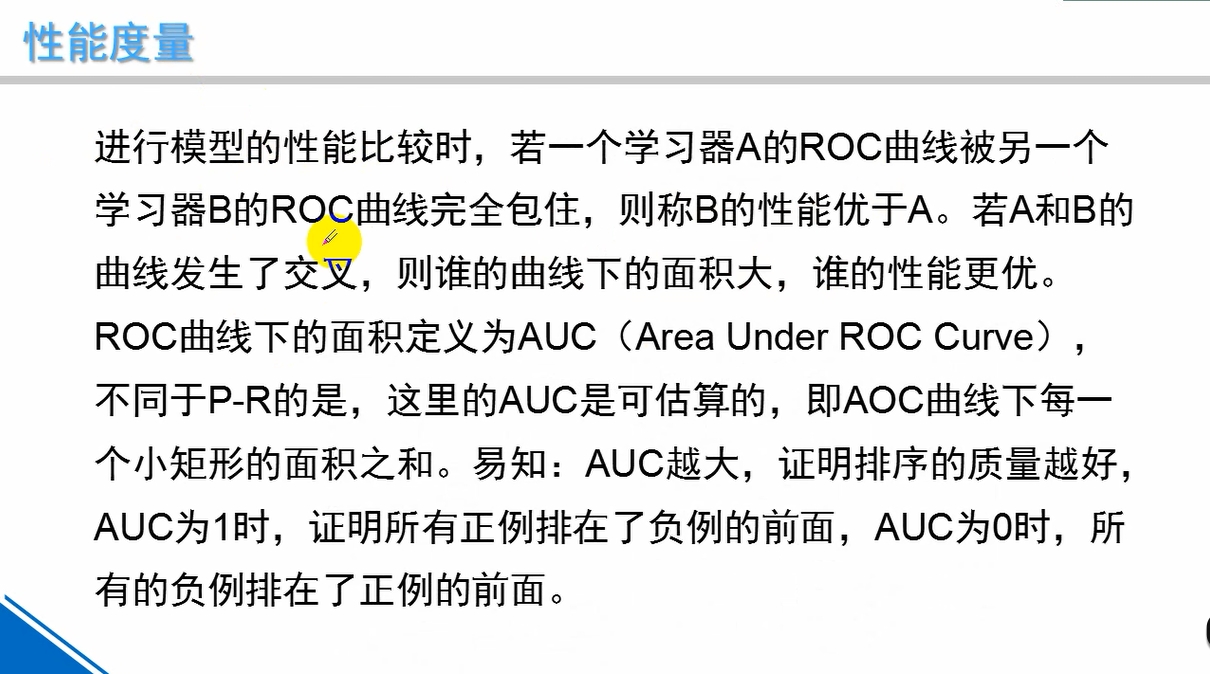 性能度量
进行模型的性能比较时，若一个学习器A的ROC曲线被另一个
学习器B的ROC曲线完全包住，则称B的性能优于A。若A和B的
曲线发生了交叉，则谁的曲线下的面积大，谁的性能更优。
ROC曲线下的面积定义为AUC（Area Under ROC Curve），
不同于P-R的是，这里的AUC是可估算的，即AOC曲线下每一
个小矩形的面积之和。易知：AUC越大，证明排序的质量越好，
AUC为1时，证明所有正例排在了负例的前面，AUC为0时，所
有的负例排在了正例的前面。